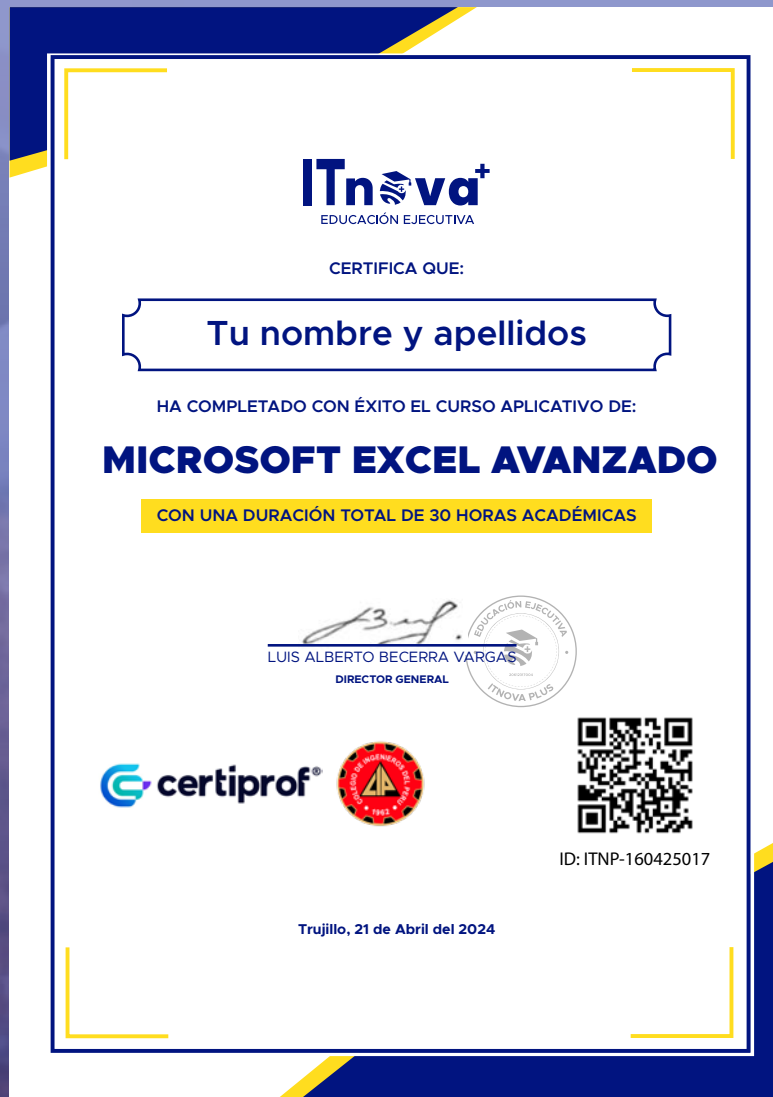 ITnova+
EDUCACIÓN EJECUTIVA
CERTIFICA QUE:
Tu nombre y apellidos
HA COMPLETADO CON ÉXITO EL CURSO APLICATIVO DE:
MICROSOFT EXCEL AVANZADO
CON UNA DURACIÓN TOTAL DE 30 HORAS ACADÉMICAS
EDUCACIÓN EJECUTIVA
LUIS ALBERTO BECERRA VARGAS
DIRECTOR GENERAL
ITNOVA PLUS
certiprof®
COLEGIO DE INGENIEROS DEL PERU
CIP
1962
ID: ITNP-160425017
Trujillo, 21 de Abril del 2024